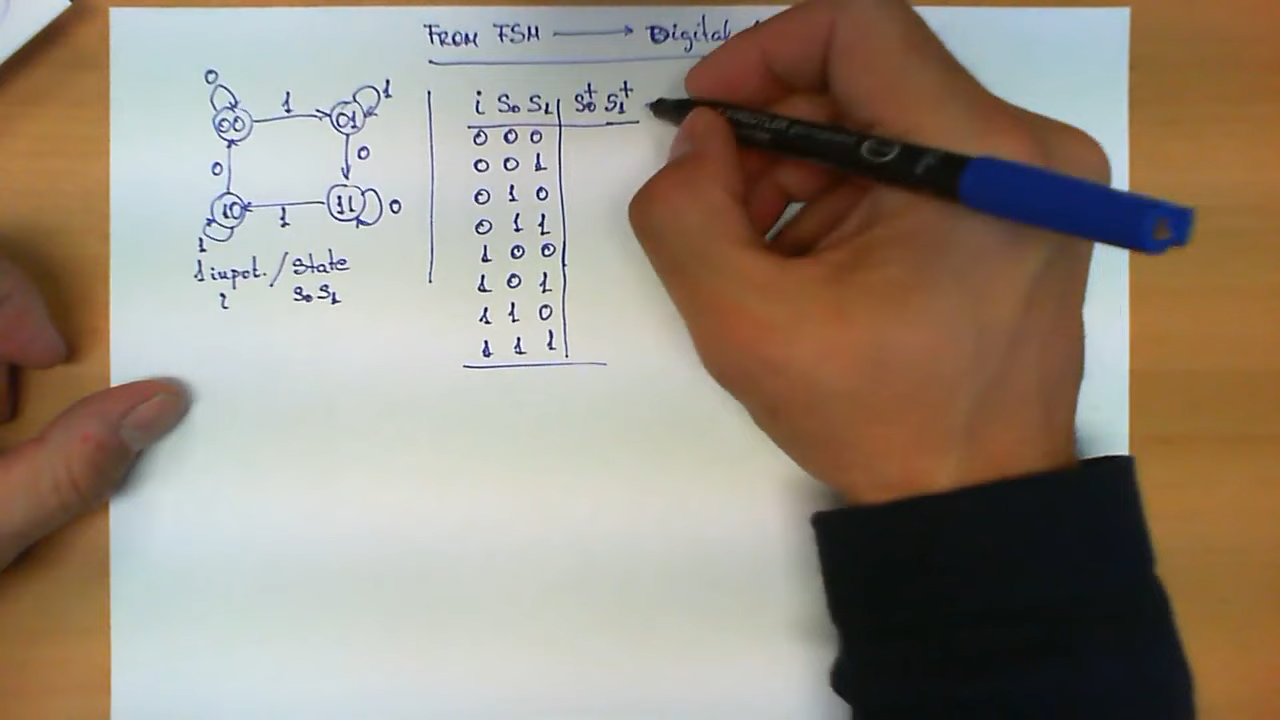 FROM FSM → Digital
0
1
1
00
01
0
0
10
11
0
1
1
1 input. / State
i S0 S1
i S0 S1 | S0+ S1+
0 0 0
0 0 1
0 1 0
0 1 1
1 0 0
1 0 1
1 1 0
1 1 1